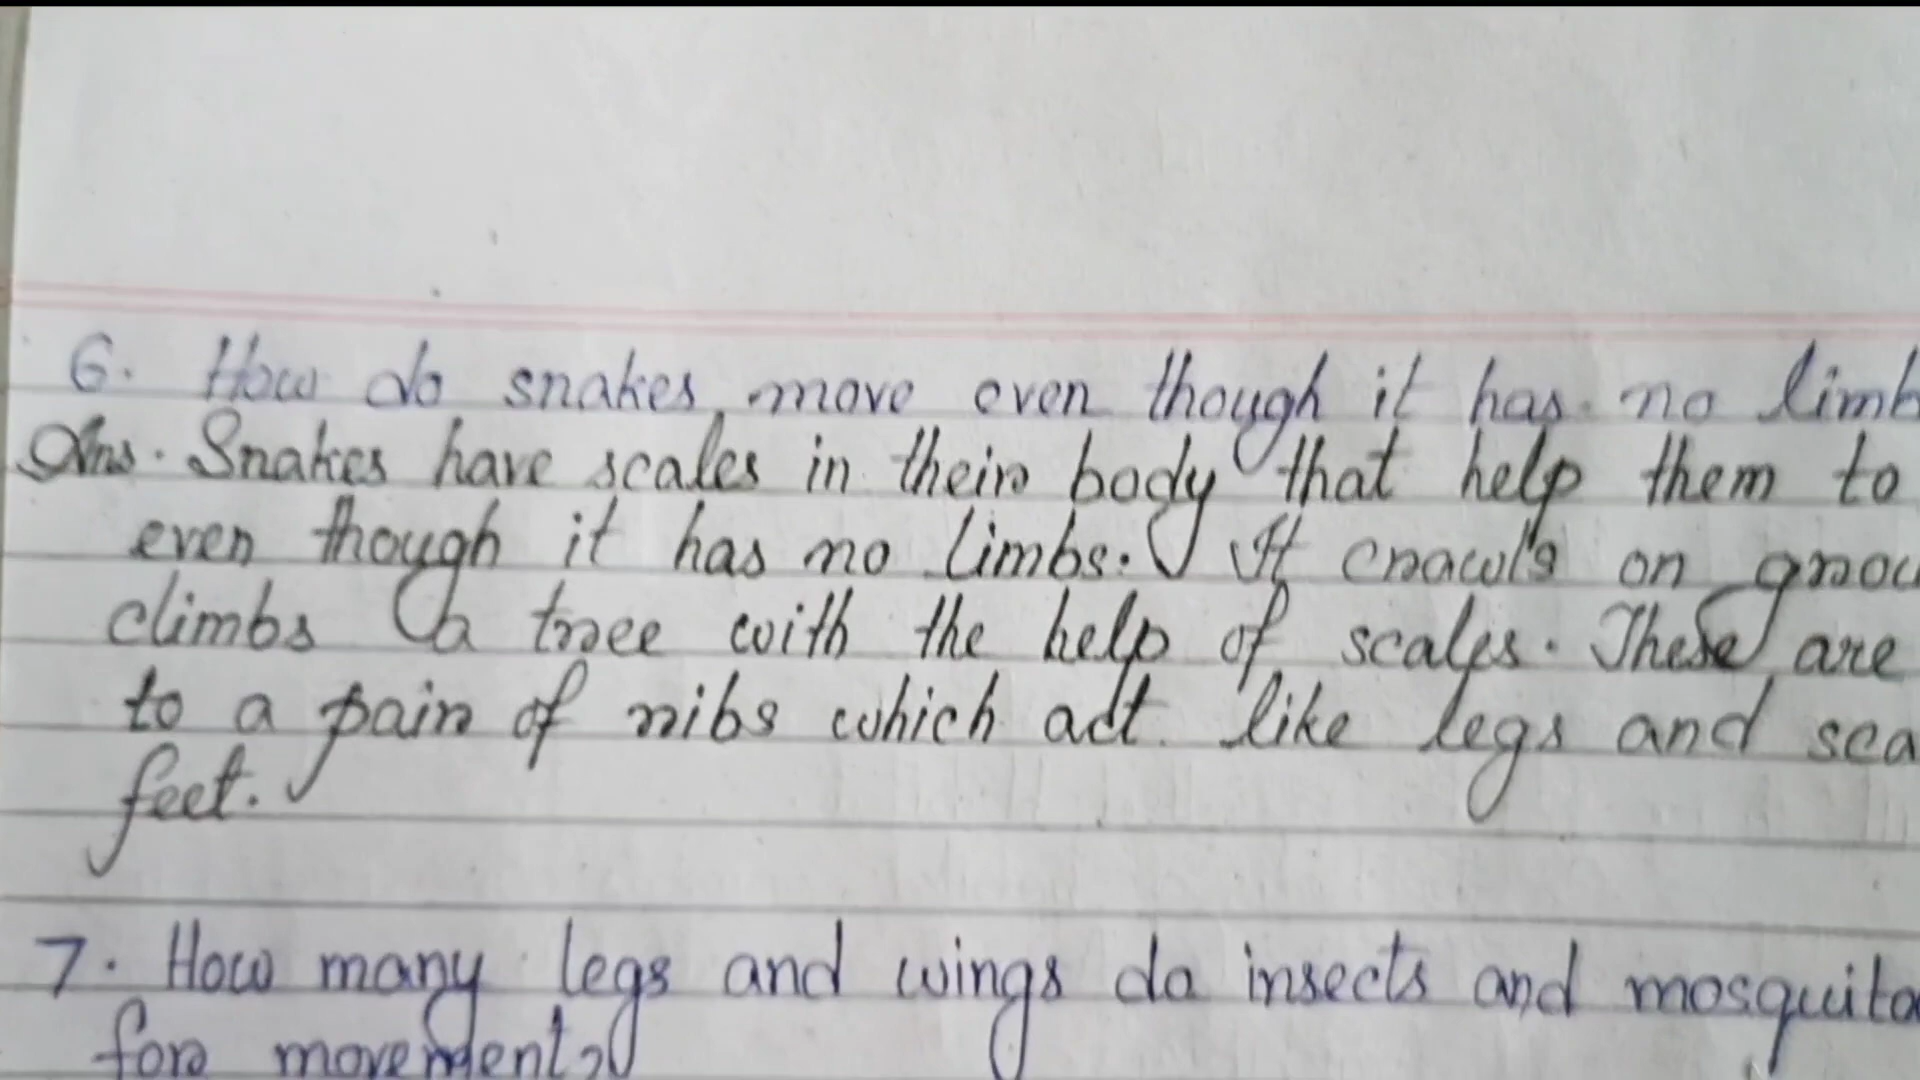 6. How do snakes move even though it has no limb
Ans. Snakes have scales in their body that help them to
even though it has no limbs. It crawl's on grou
climbs a tree with the help of scales. These are
to a pair of ribs which act like legs and sca
feet.
7. How many legs and wings do insects and mosquito
for movement?